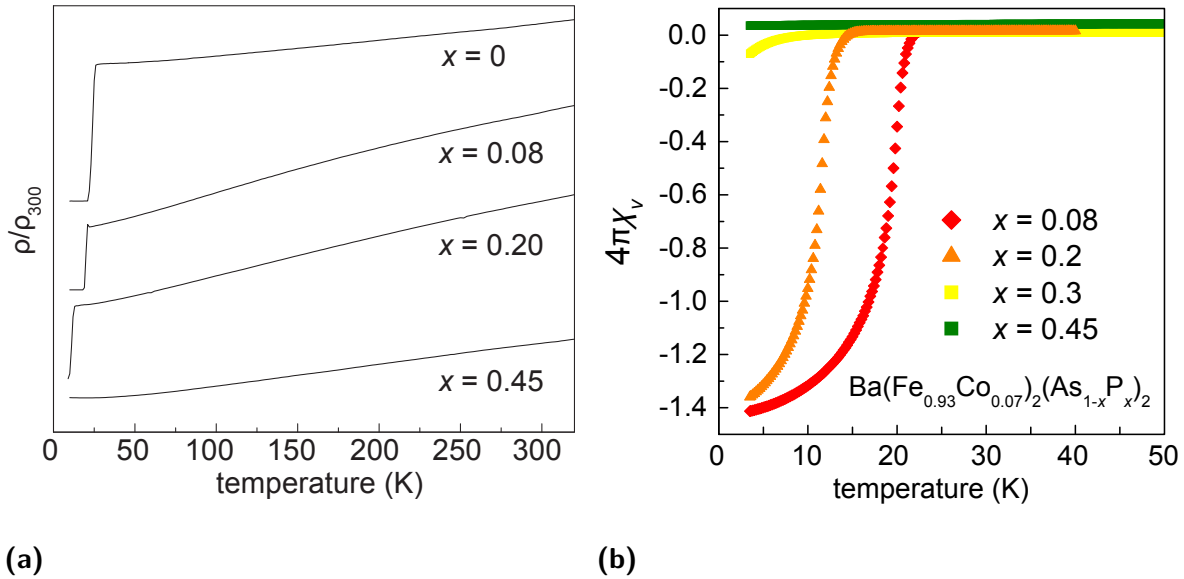 ρ/ρ300
x = 0
x = 0.08
x = 0.20
x = 0.45
0 50 100 150 200 250 300
temperature (K)
(a)
4πχv
0.0
-0.2
-0.4
-0.6
-0.8
-1.0
-1.2
-1.4
x = 0.08
x = 0.2
x = 0.3
x = 0.45
Ba(Fe0.93Co0.07)2(As1-xPx)2
0 10 20 30 40 50
temperature (K)
(b)